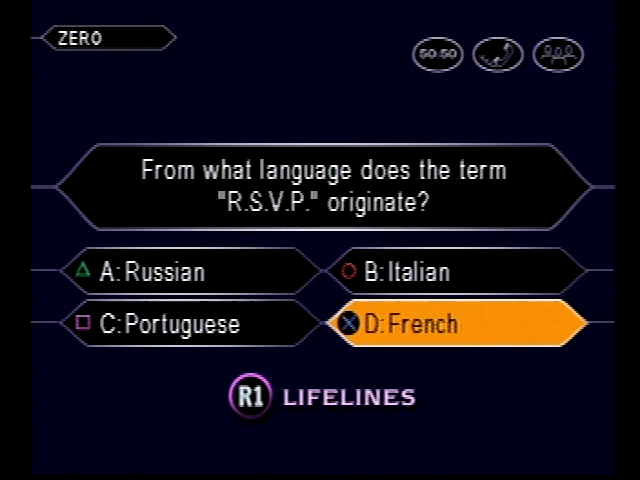 ZERO
50:50
From what language does the term
"R.S.V.P." originate?
A: Russian
B: Italian
C: Portuguese
D: French
R1 LIFELINES